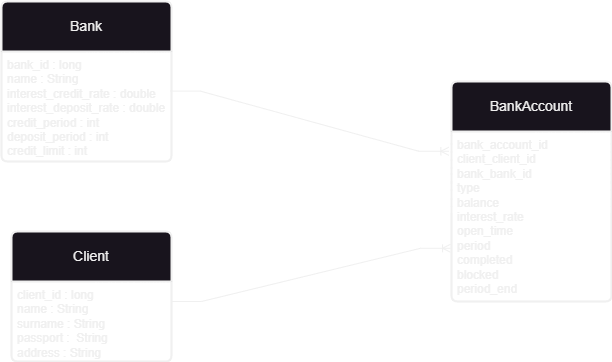 Bank
bank_id : long
name : String
interest_credit_rate : double
interest_deposit_rate : double
credit_period : int
deposit_period : int
credit_limit : int
BankAccount
bank_account_id
client_client_id
bank_bank_id
type
balance
interest_rate
open_time
period
completed
blocked
period_end
Client
client_id : long
name : String
surname : String
passport : String
address : String